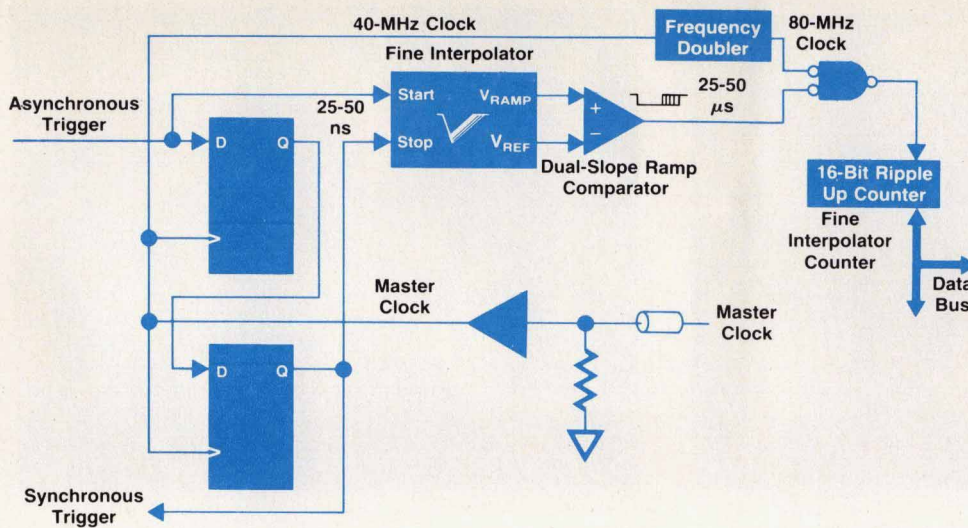 40-MHz Clock
Frequency
Doubler
80-MHz
Clock
Fine Interpolator
Asynchronous
Trigger
25-50
ns
Start
Stop
VRAMP
VREF
+
−
25-50
μs
Dual-Slope Ramp
Comparator
D
Q
16-Bit Ripple
Up Counter
Fine
Interpolator
Counter
Data
Bus
Master
Clock
Master
Clock
D
Q
Synchronous
Trigger